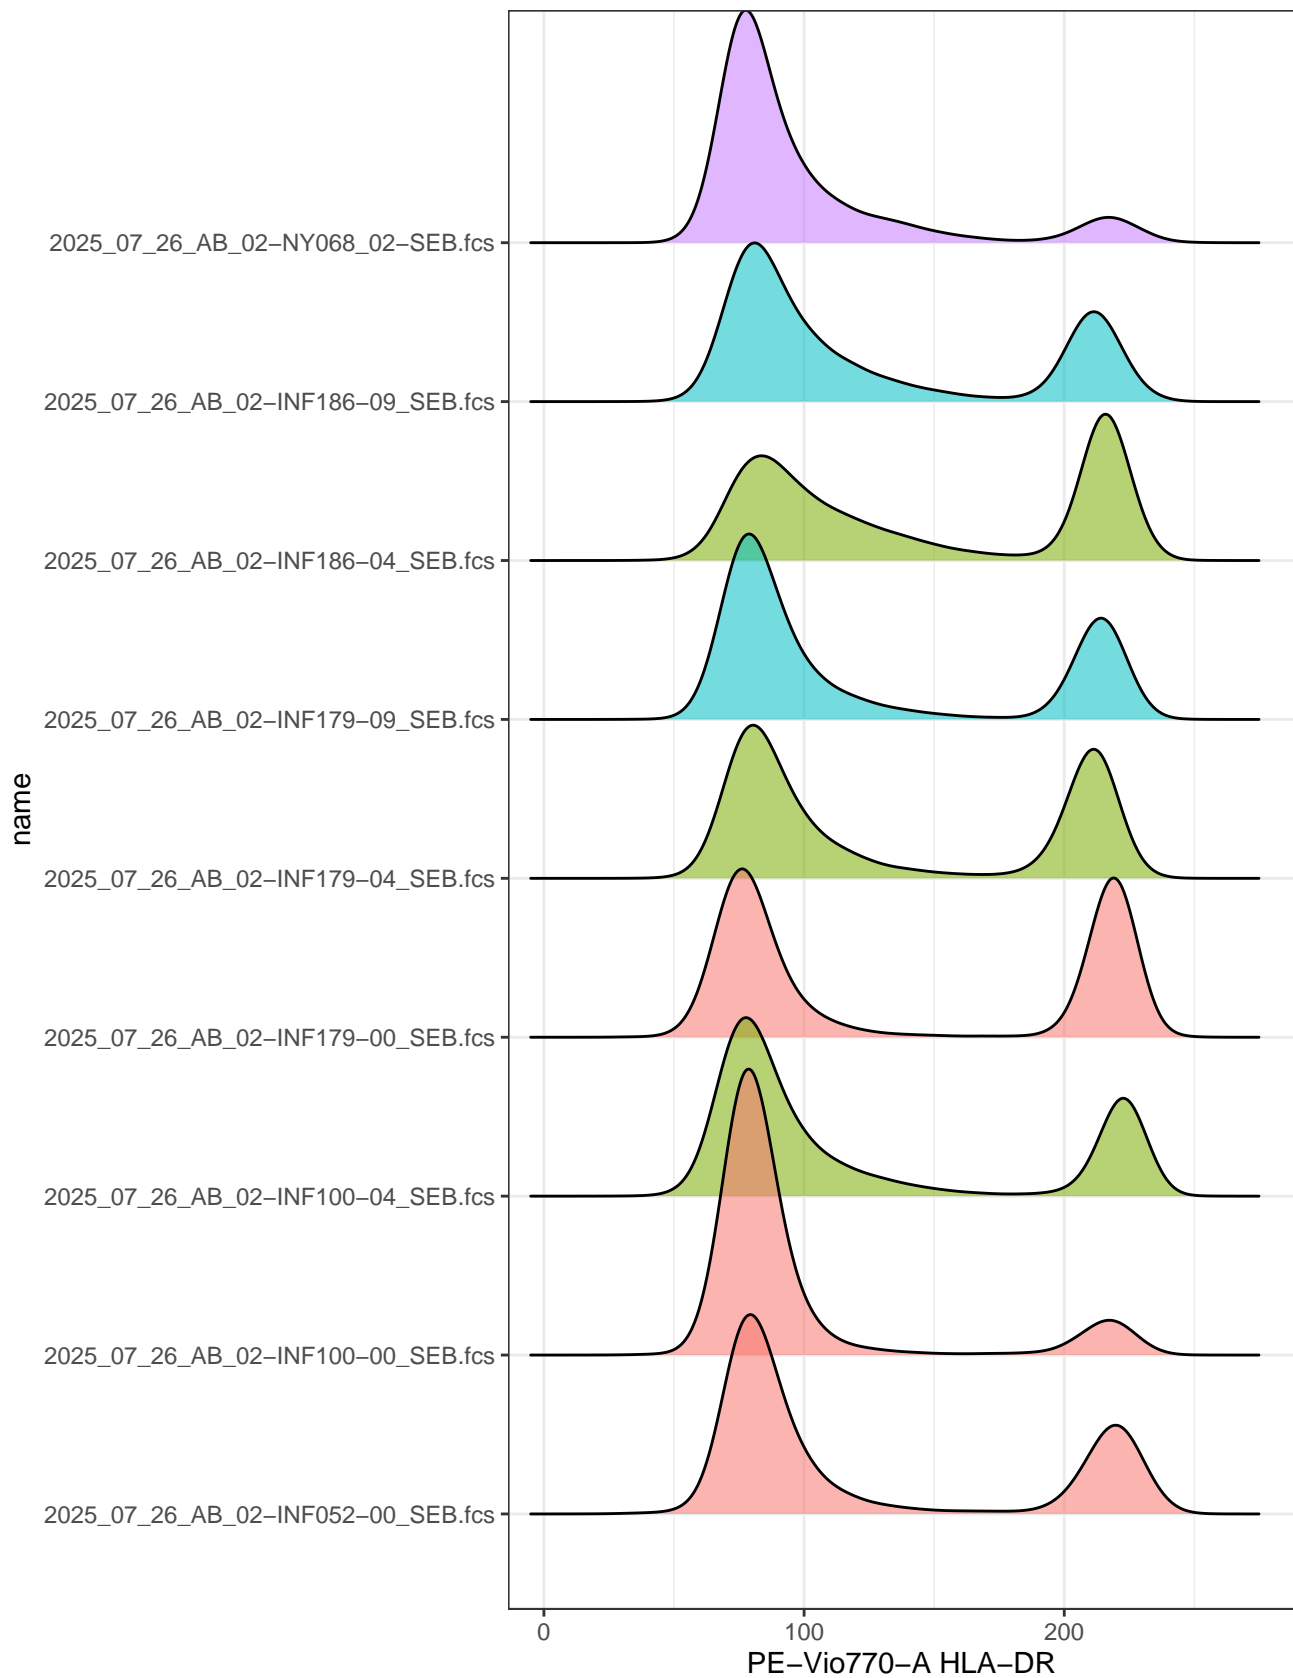 2025_07_26_AB_02−NY068_02−SEB.fcs
2025_07_26_AB_02−INF186−09_SEB.fcs
2025_07_26_AB_02−INF186−04_SEB.fcs
2025_07_26_AB_02−INF179−09_SEB.fcs
name
2025_07_26_AB_02−INF179−04_SEB.fcs
2025_07_26_AB_02−INF179−00_SEB.fcs
2025_07_26_AB_02−INF100−04_SEB.fcs
2025_07_26_AB_02−INF100−00_SEB.fcs
2025_07_26_AB_02−INF052−00_SEB.fcs
0 100 200
PE−Vio770−A HLA−DR